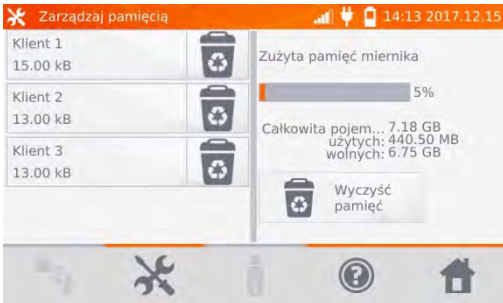 Zarządzaj pamięcią
14:13 2017.12.15
Klient 1
15.00 kB
Klient 2
13.00 kB
Klient 3
13.00 kB
Zużyta pamięć miernika
5%
Całkowita pojem... 7.18 GB
użytych: 440.50 MB
wolnych: 6.75 GB
Wyczyść
pamięć